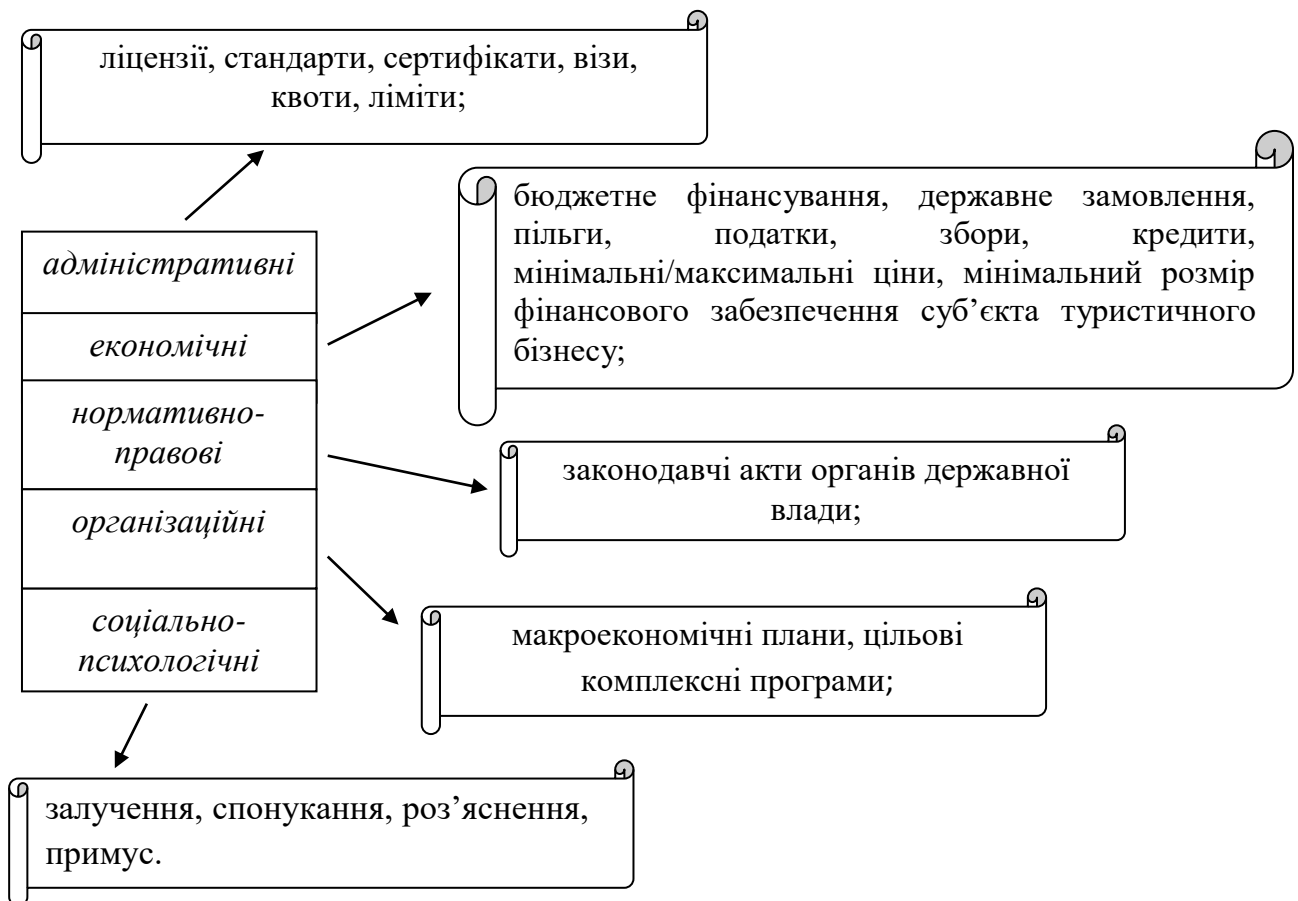 ліцензії, стандарти, сертифікати, візи,
квоти, ліміти;
бюджетне фінансування, державне замовлення,
пільги, податки, збори, кредити,
мінімальні/максимальні ціни, мінімальний розмір
фінансового забезпечення суб’єкта туристичного
бізнесу;
адміністративні
економічні
нормативно-
правові
організаційні
соціально-
психологічні
законодавчі акти органів державної
влади;
макроекономічні плани, цільові
комплексні програми;
залучення, спонукання, роз’яснення,
примус.